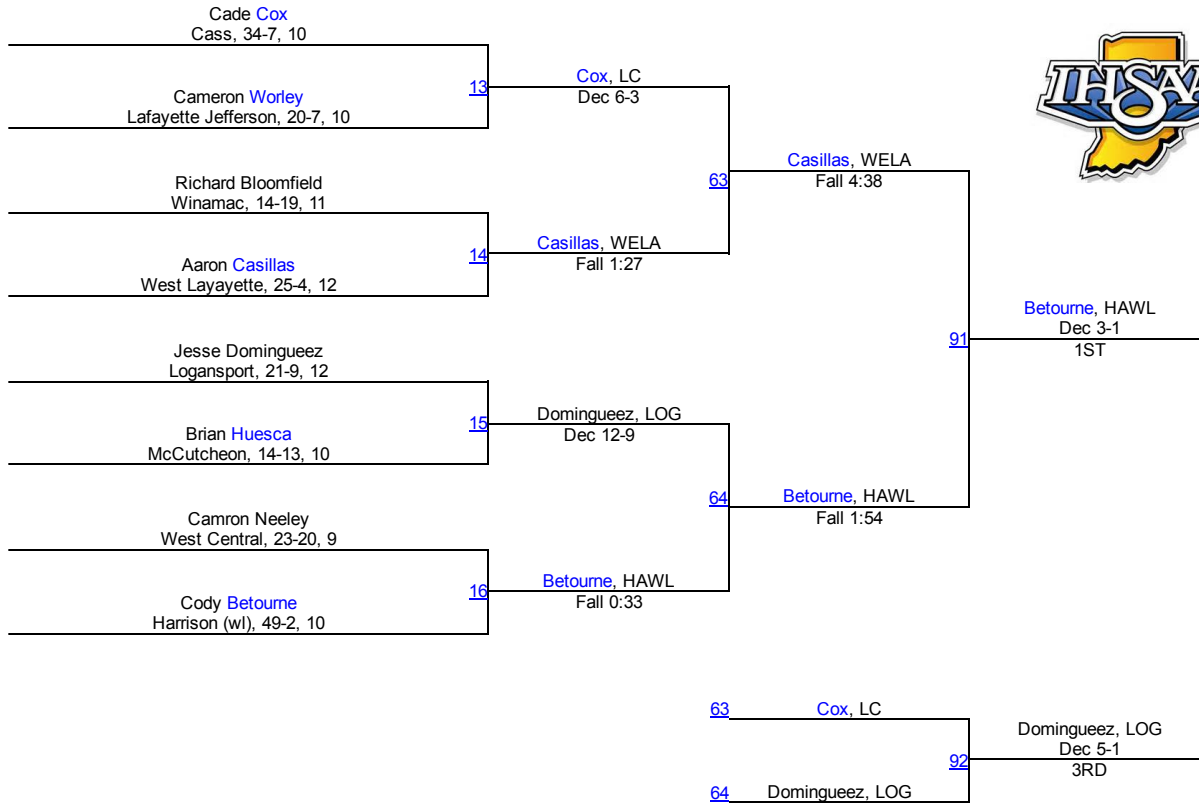 Cade Cox
Cass, 34-7, 10
13
Cox, LC
Dec 6-3
Cameron Worley
Lafayette Jefferson, 20-7, 10
IHSAA
63
Casillas, WELA
Fall 4:38
Richard Bloomfield
Winamac, 14-19, 11
14
Casillas, WELA
Fall 1:27
Aaron Casillas
West Layayette, 25-4, 12
91
Betourne, HAWL
Dec 3-1
1ST
Jesse Domingueez
Logansport, 21-9, 12
15
Domingueez, LOG
Dec 12-9
Brian Huesca
McCutcheon, 14-13, 10
64
Betourne, HAWL
Fall 1:54
Camron Neeley
West Central, 23-20, 9
16
Betourne, HAWL
Fall 0:33
Cody Betourne
Harrison (wl), 49-2, 10
63
Cox, LC
92
Domingueez, LOG
Dec 5-1
3RD
64
Domingueez, LOG